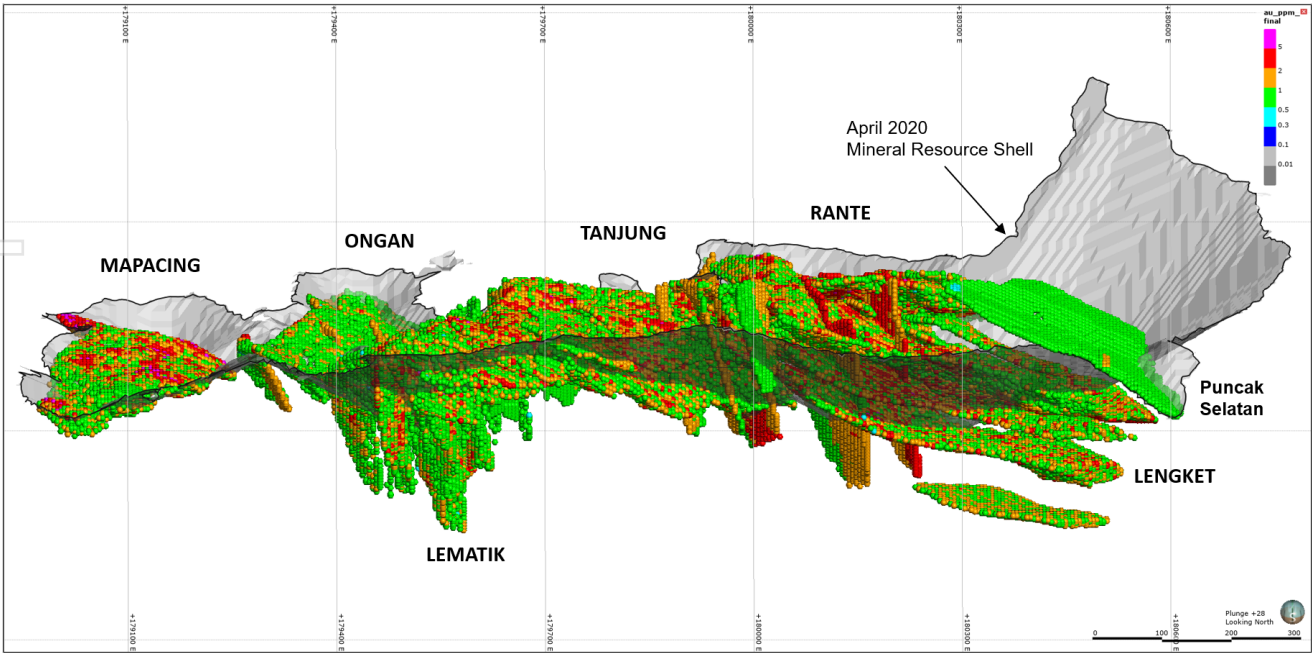 +179100 E
+179400 E
+179700 E
+180000 E
+180300 E
+180600 E
au_ppm_
final
5
2
1
0.5
0.3
0.1
0.01
April 2020
Mineral Resource Shell
RANTE
TANJUNG
ONGAN
MAPACING
Puncak
Selatan
LENGKET
LEMATIK
+179100 E
+179400 E
+179700 E
+180000 E
+180300 E
+180600 E
Plunge +28
Looking North
0
100
200
300